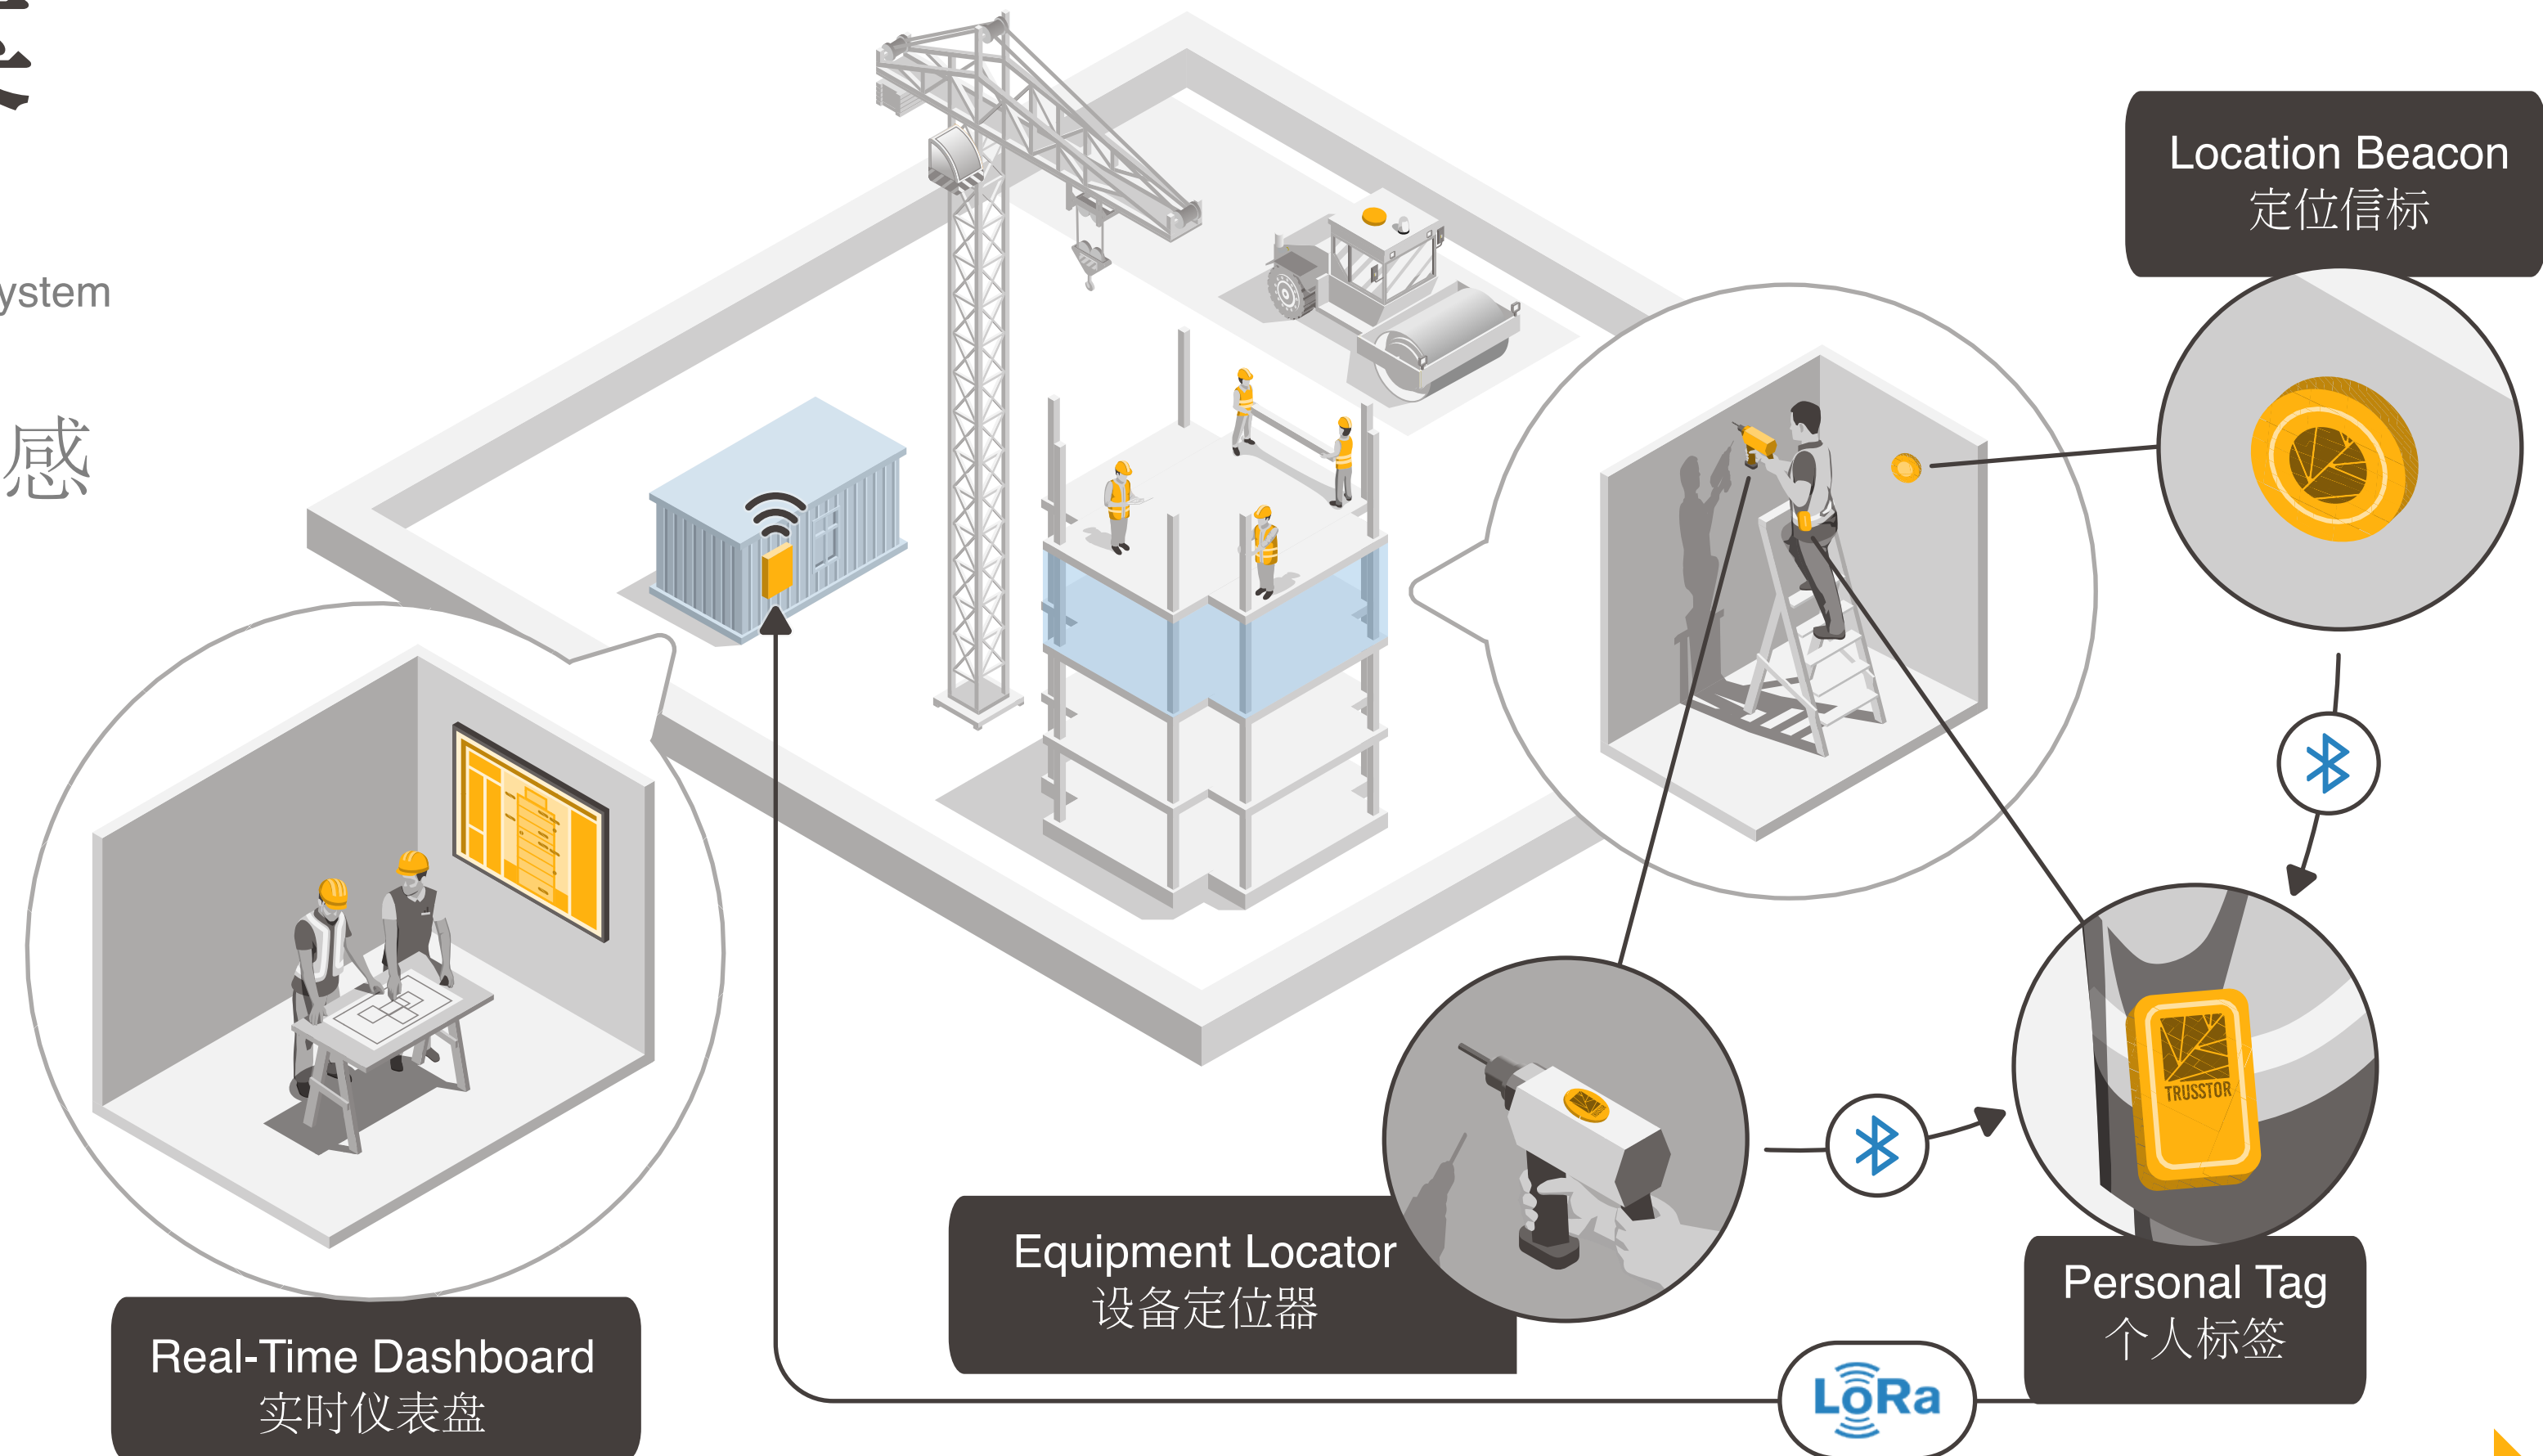 ystem
感
Location Beacon
定位信标
TRUSSTOR
Equipment Locator
设备定位器
Personal Tag
个人标签
Real-Time Dashboard
实时仪表盘
LoRa